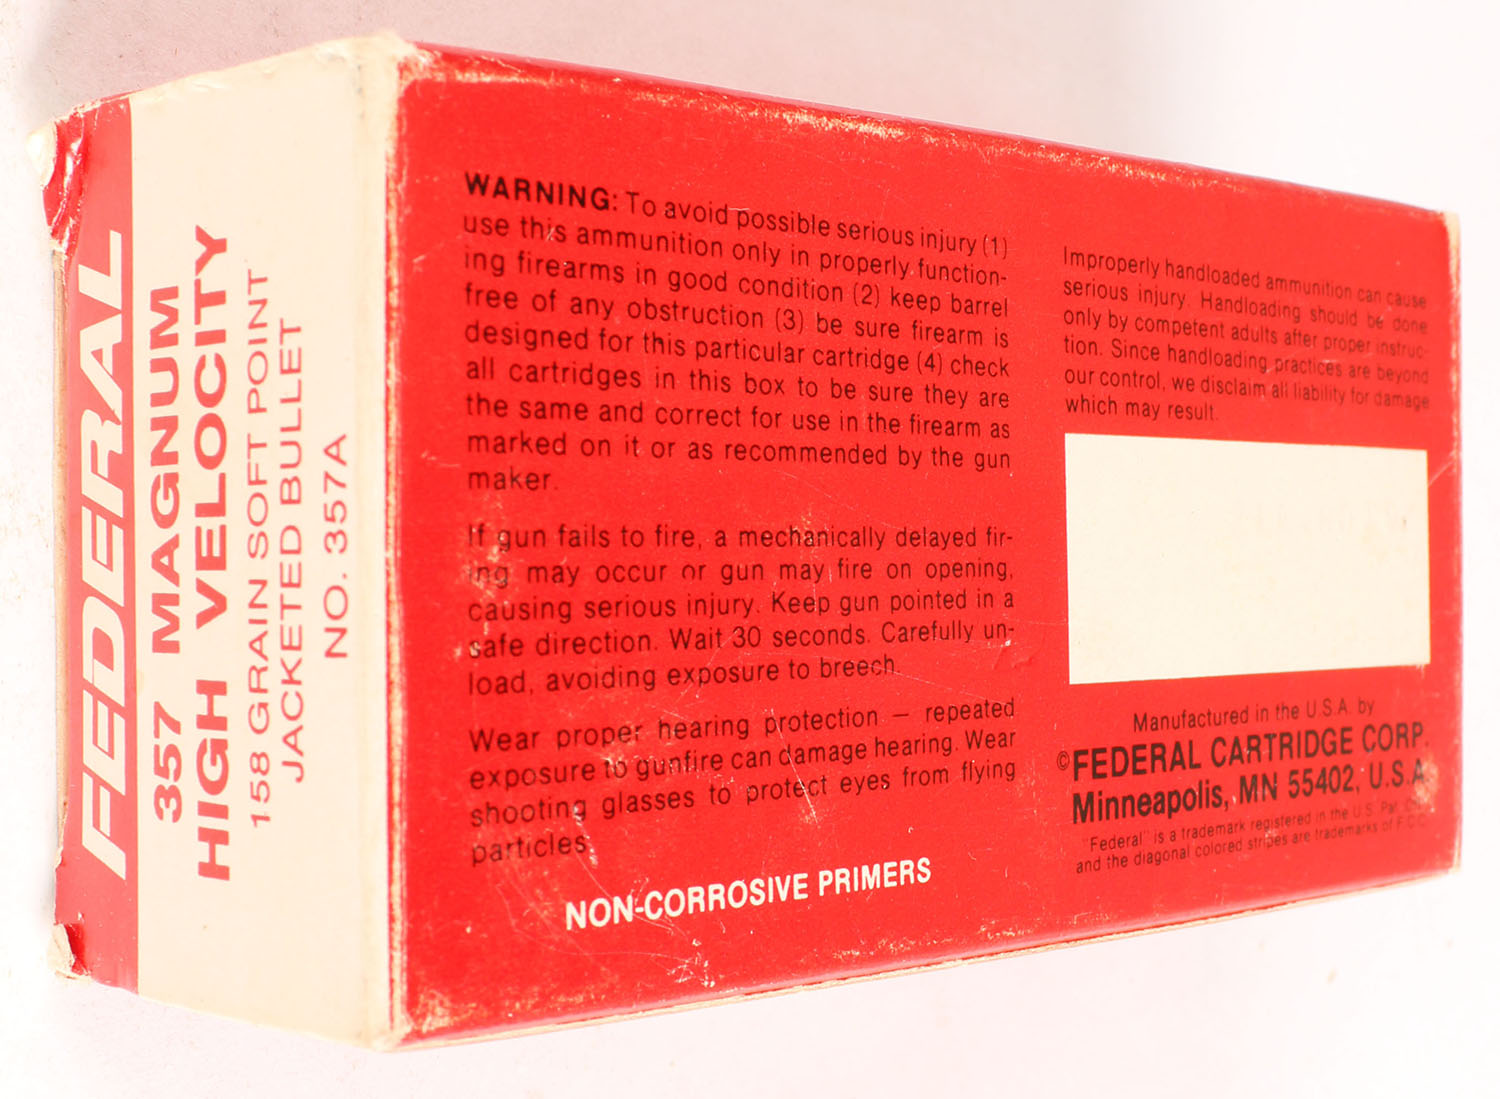 FEDERAL
357 MAGNUM
HIGH VELOCITY
158 GRAIN SOFT POINT
JACKETED BULLET
NO. 357A
WARNING: To avoid possible serious injury (1)
use this ammunition only in properly function-
ing firearms in good condition (2) keep barrel
free of any obstruction (3) be sure firearm is
designed for this particular cartridge (4) check
all cartridges in this box to be sure they are
the same and correct for use in the firearm as
marked on it or as recommended by the gun
maker.
If gun fails to fire, a mechanically delayed fir-
ing may occur or gun may fire on opening,
causing serious injury. Keep gun pointed in a
safe direction. Wait 30 seconds. Carefully un-
load, avoiding exposure to breech.
Wear proper hearing protection — repeated
exposure to gunfire can damage hearing. Wear
shooting glasses to protect eyes from flying
particles.
NON-CORROSIVE PRIMERS
Improperly handloaded ammunition can cause
serious injury. Handloading should be done
only by competent adults after proper instruc-
tion. Since handloading practices are beyond
our control, we disclaim all liability for damage
which may result.
Manufactured in the U.S.A. by
©FEDERAL CARTRIDGE CORP.
Minneapolis, MN 55402, U.S.A.
"Federal" is a trademark registered in the U.S. Pat. Off.
and the diagonal colored stripes are trademarks of F.C.C.